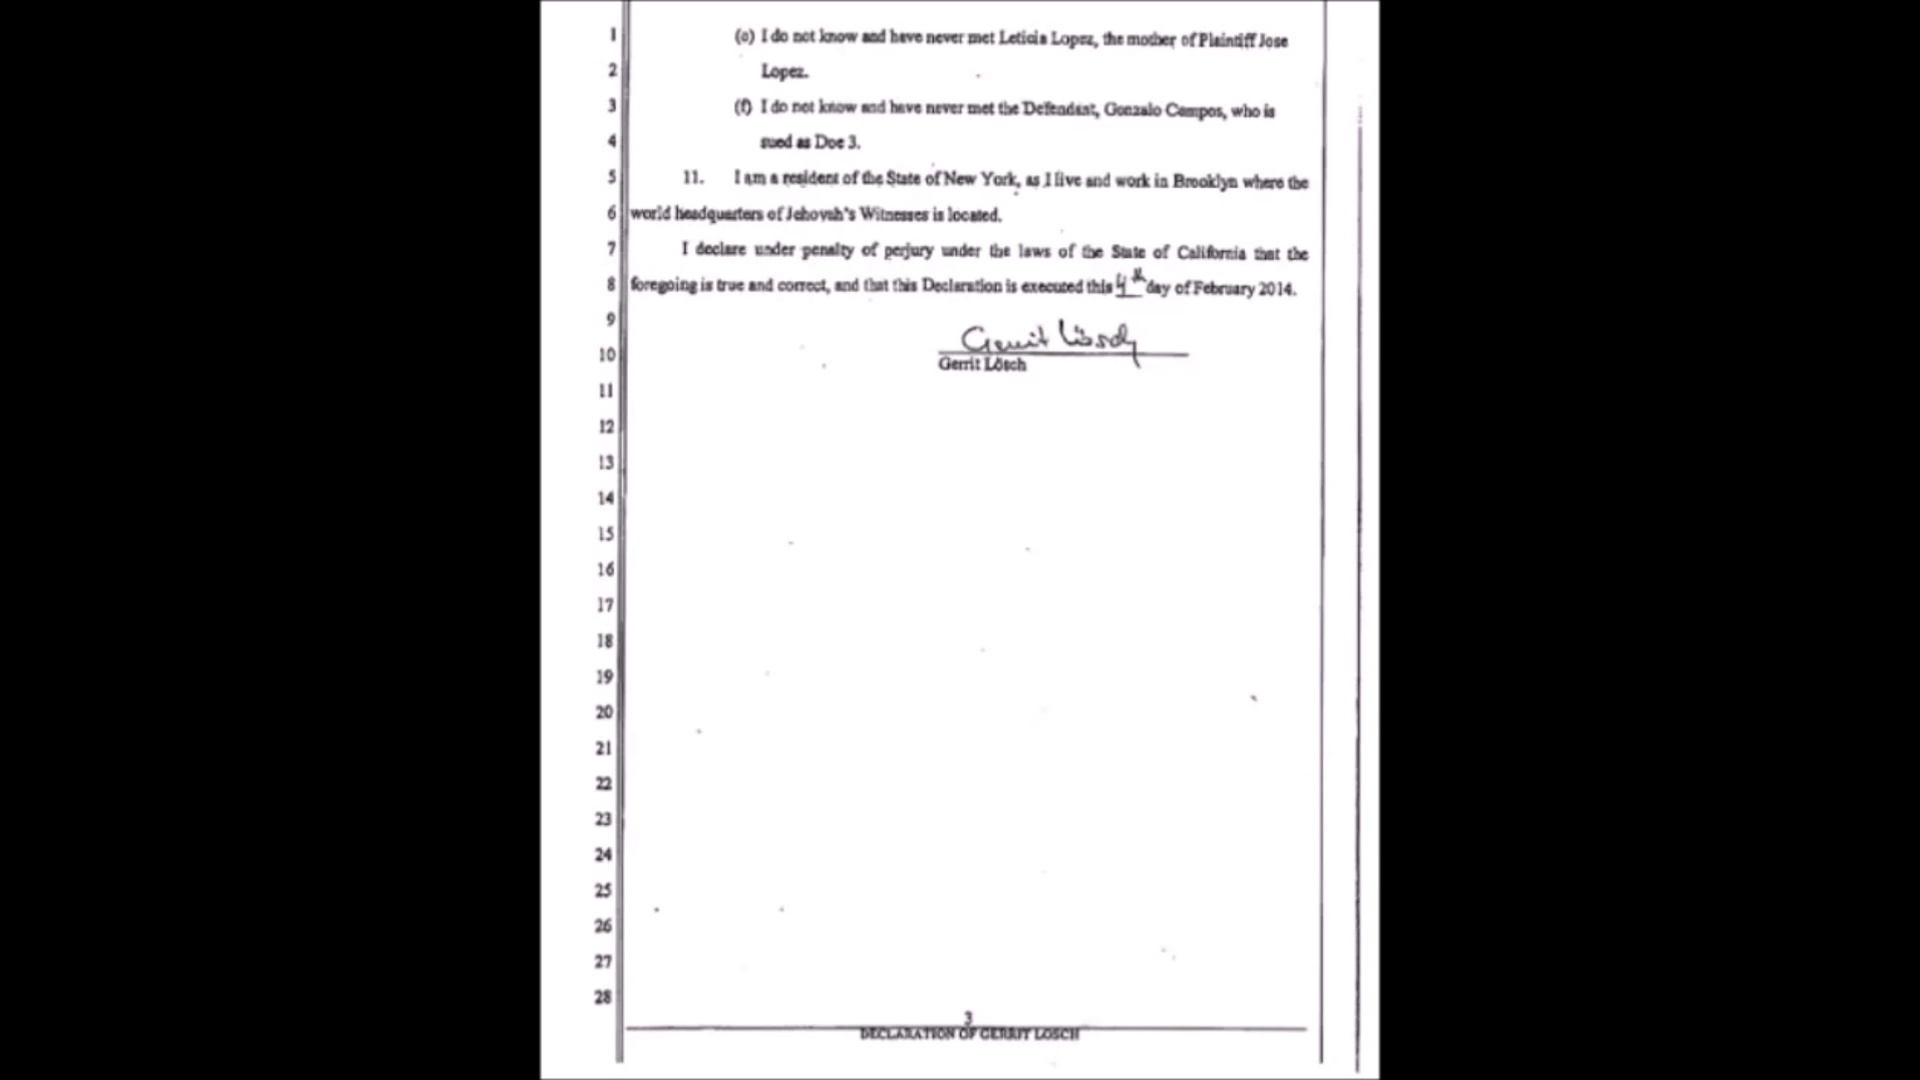 1 (e) I do not know and have never met Leticia Lopez, the mother of Plaintiff Jose
2 Lopez.
3 (f) I do not know and have never met the Defendant, Gonzalo Campos, who is
4 sued as Doe 3.
5 11. I am a resident of the State of New York, as I live and work in Brooklyn where the
6 world headquarters of Jehovah's Witnesses is located.
7 I declare under penalty of perjury under the laws of the State of California that the
8 foregoing is true and correct, and that this Declaration is executed this 4th day of February 2014.
9 Gerrit Lösch
10 Gerrit Lösch
11
12
13
14
15
16
17
18
19
20
21
22
23
24
25
26
27
28
3
DECLARATION OF GERRIT LOSCH